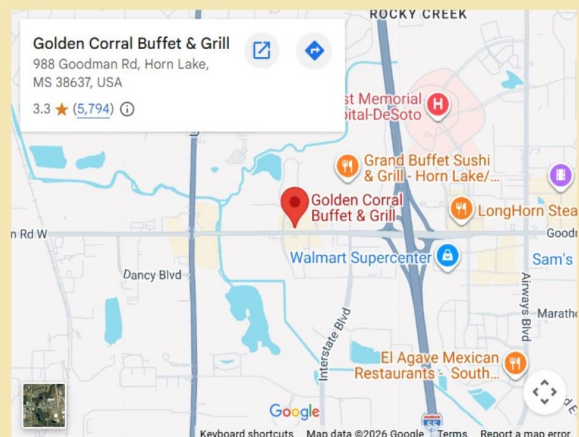 ROCKY CREEK
Golden Corral Buffet & Grill
988 Goodman Rd, Horn Lake,
MS 38637, USA
3.3 ★ (5,794)
st Memorial
pital-DeSoto
H
Grand Buffet Sushi
& Grill - Horn Lake/...
Golden Corral
Buffet & Grill
LongHorn Stea
n Rd W
Goodr
Walmart Supercenter
Sam's
Dancy Blvd
Airways Blvd
Interstate Blvd
Marath
El Agave Mexican
Restaurants - South...
Google
55
Keyboard shortcuts Map data ©2026 Google Terms Report a map error